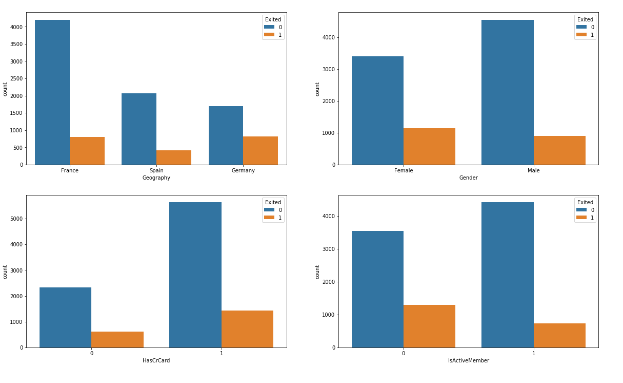 count
4000
3500
3000
2500
2000
1500
1000
500
0
France
Spain
Germany
Geography
Exited
0
1
count
4000
3000
2000
1000
0
Female
Male
Gender
Exited
0
1
count
5000
4000
3000
2000
1000
0
0
1
HasCrCard
Exited
0
1
count
4000
3000
2000
1000
0
0
1
IsActiveMember
Exited
0
1